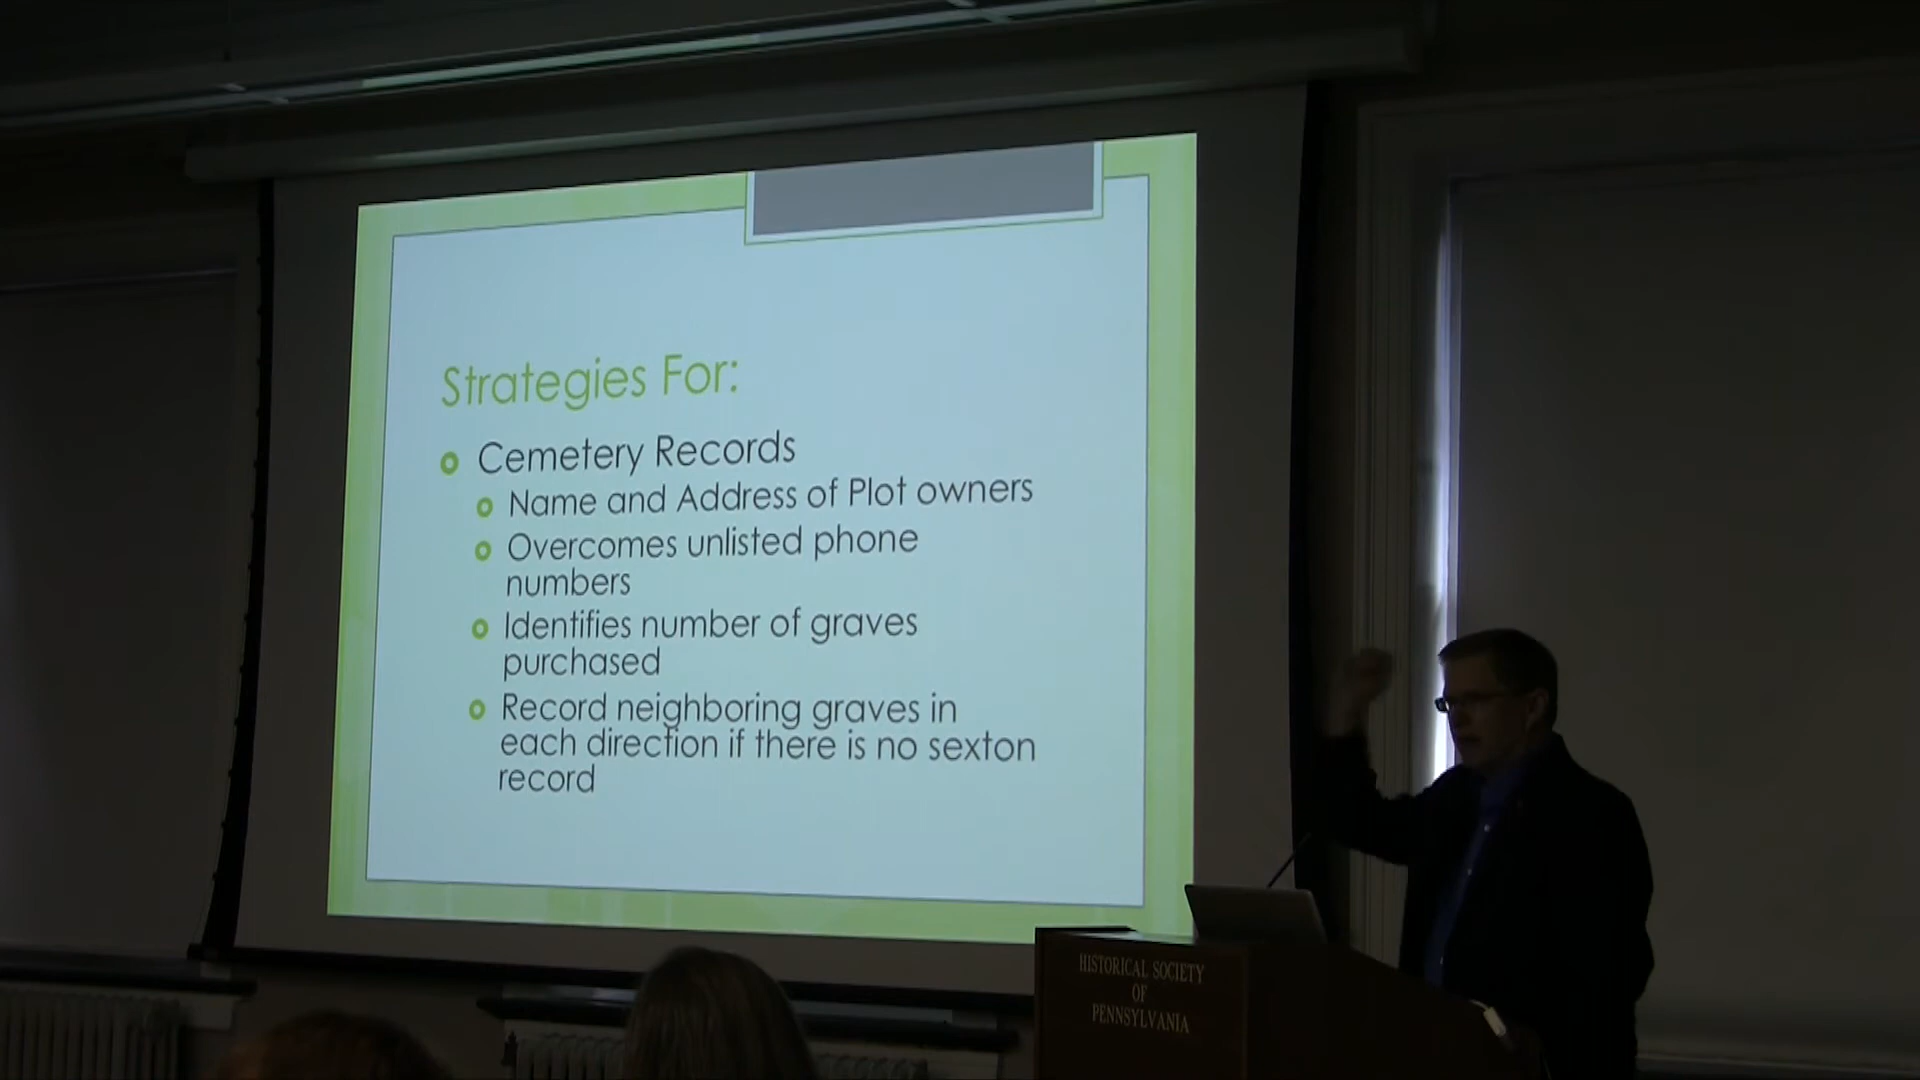 Strategies For:
Cemetery Records
Name and Address of Plot owners
Overcomes unlisted phone
numbers
Identifies number of graves
purchased
Record neighboring graves in
each direction if there is no sexton
record
HISTORICAL SOCIETY
OF
PENNSYLVANIA